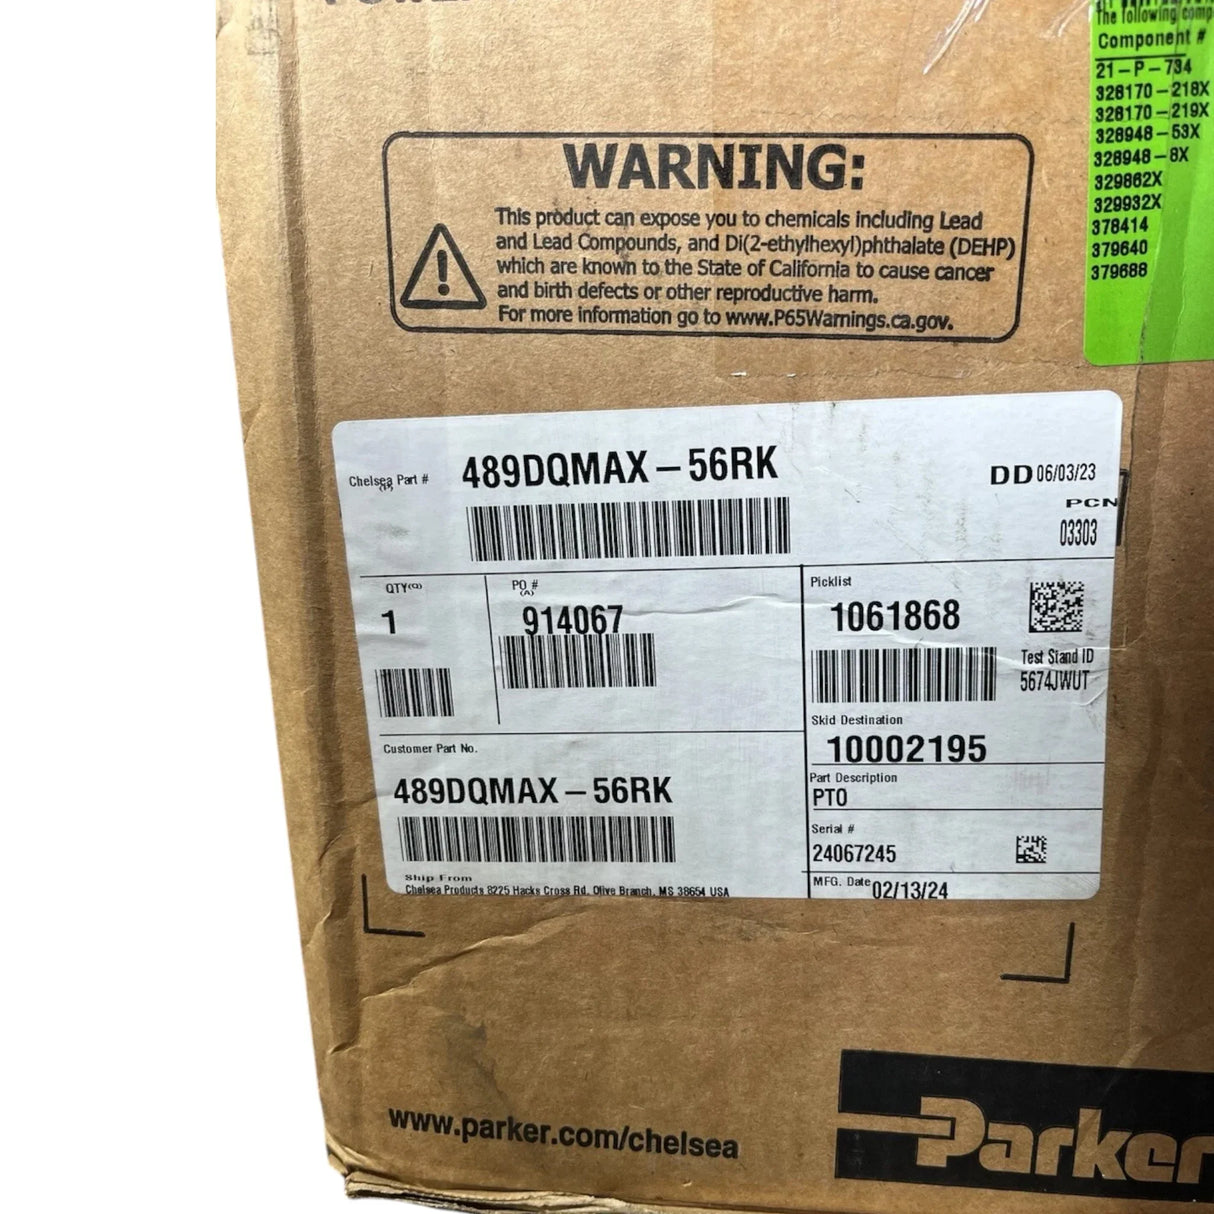 The following comp
Component #
21-P-734
328170-218X
328170-219X
328948-53X
328948-8X
329862X
329932X
378414
379640
379688
WARNING:
This product can expose you to chemicals including Lead
and Lead Compounds, and Di(2-ethylhexyl)phthalate (DEHP)
which are known to the State of California to cause cancer
and birth defects or other reproductive harm.
For more information go to www.P65Warnings.ca.gov.
Chelsea Part # 489DQMAX-56RK
DD 06/03/23
PCN
03303
QTY(Q)
1
PO #
(A)
914067
Picklist
1061868
Test Stand ID
5674JWUT
Skid Destination
10002195
Customer Part No.
489DQMAX-56RK
Part Description
PTO
Serial #
24067245
MFG. Date 02/13/24
Ship From
Chelsea Products 8225 Hacks Cross Rd. Olive Branch, MS 38654 USA
www.parker.com/chelsea
Parker